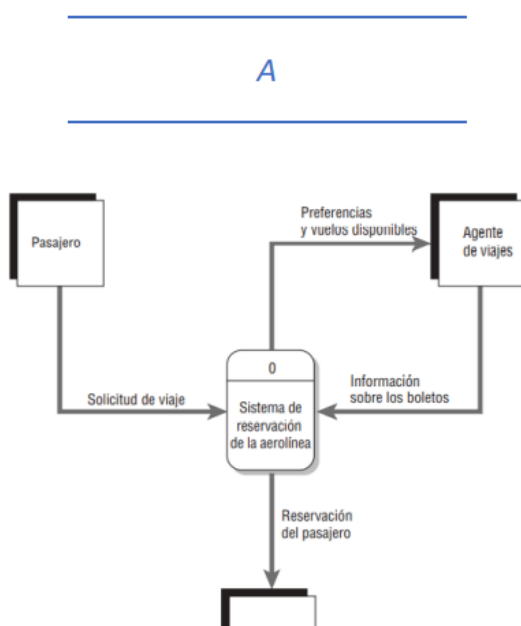 A
Preferencias
y vuelos disponibles
Pasajero
Agente
de viajes
0
Solicitud de viaje
Sistema de
reservación
de la aerolínea
Información
sobre los boletos
Reservación
del pasajero